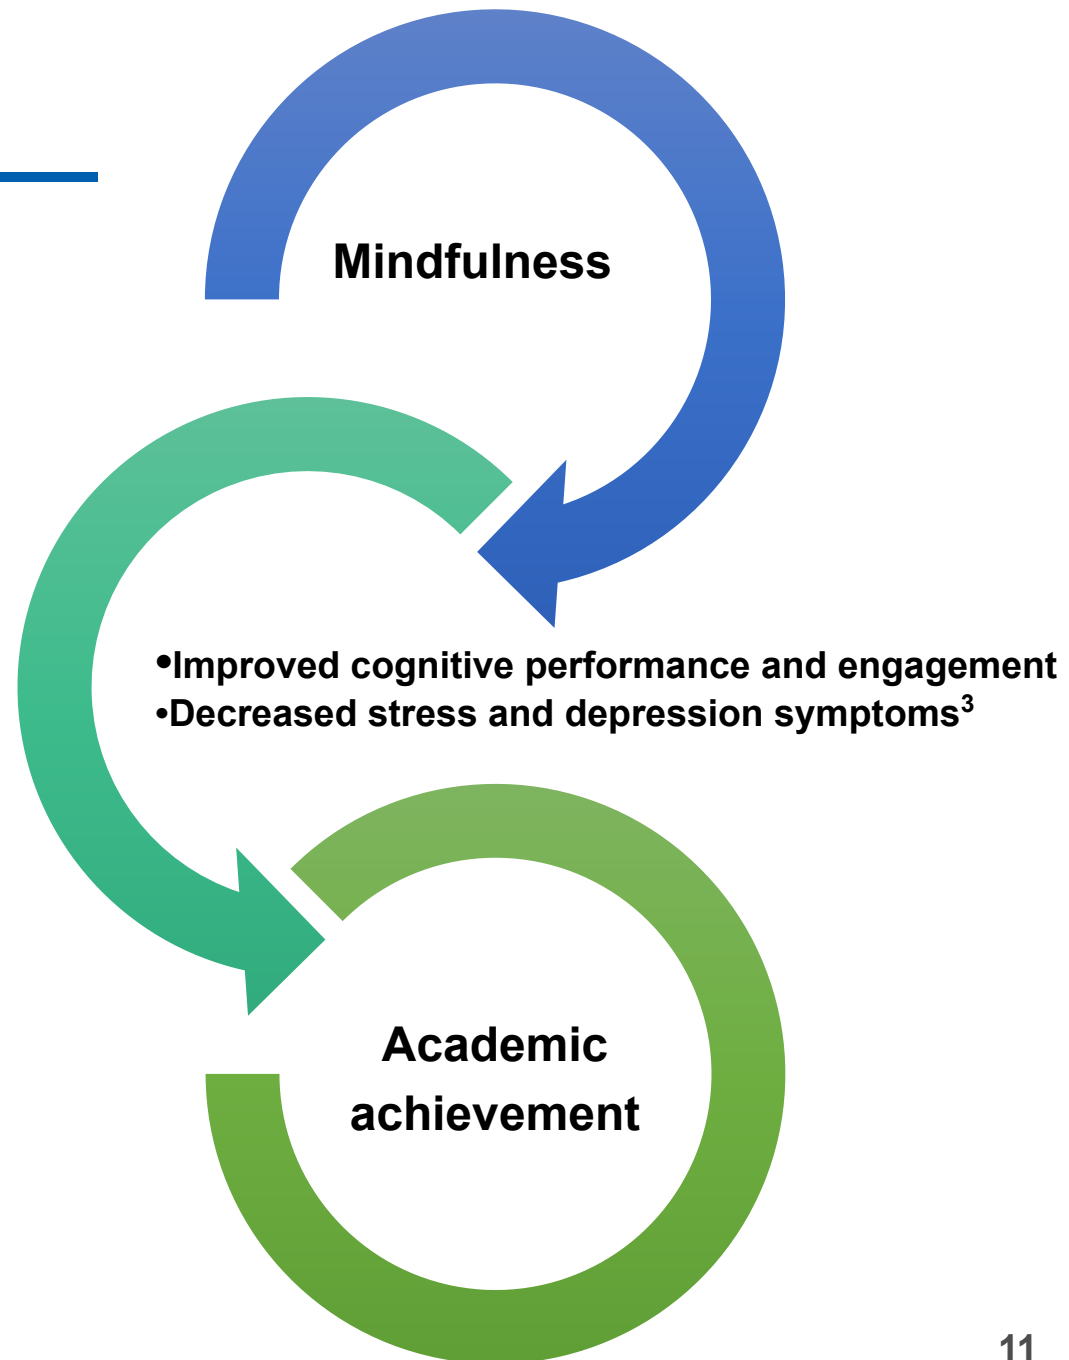 Mindfulness
•Improved cognitive performance and engagement
•Decreased stress and depression symptoms³
Academic
achievement
11